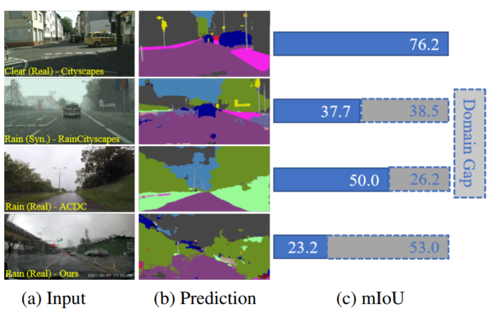 Clear (Real) - Cityscapes
76.2
Rain (Syn.) - RainCityscapes
37.7 38.5
Rain (Real) - ACDC
50.0 26.2
Domain Gap
Rain (Real) - Ours
23.2 53.0
(a) Input (b) Prediction (c) mIoU